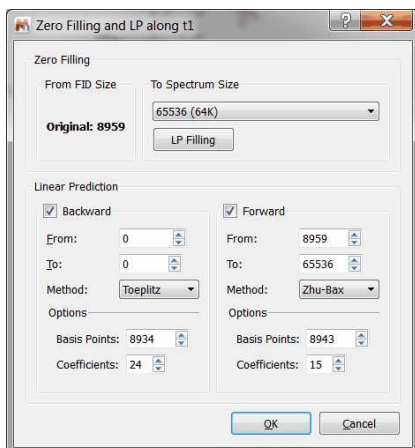 Zero Filling and LP along t1
Zero Filling
From FID Size
To Spectrum Size
Original: 8959
65536 (64K)
LP Filling
Linear Prediction
Backward
From: 0
To: 0
Method: Toeplitz
Options
Basis Points: 8934
Coefficients: 24
Forward
From: 8959
To: 65536
Method: Zhu-Bax
Options
Basis Points: 8943
Coefficients: 15
OK
Cancel